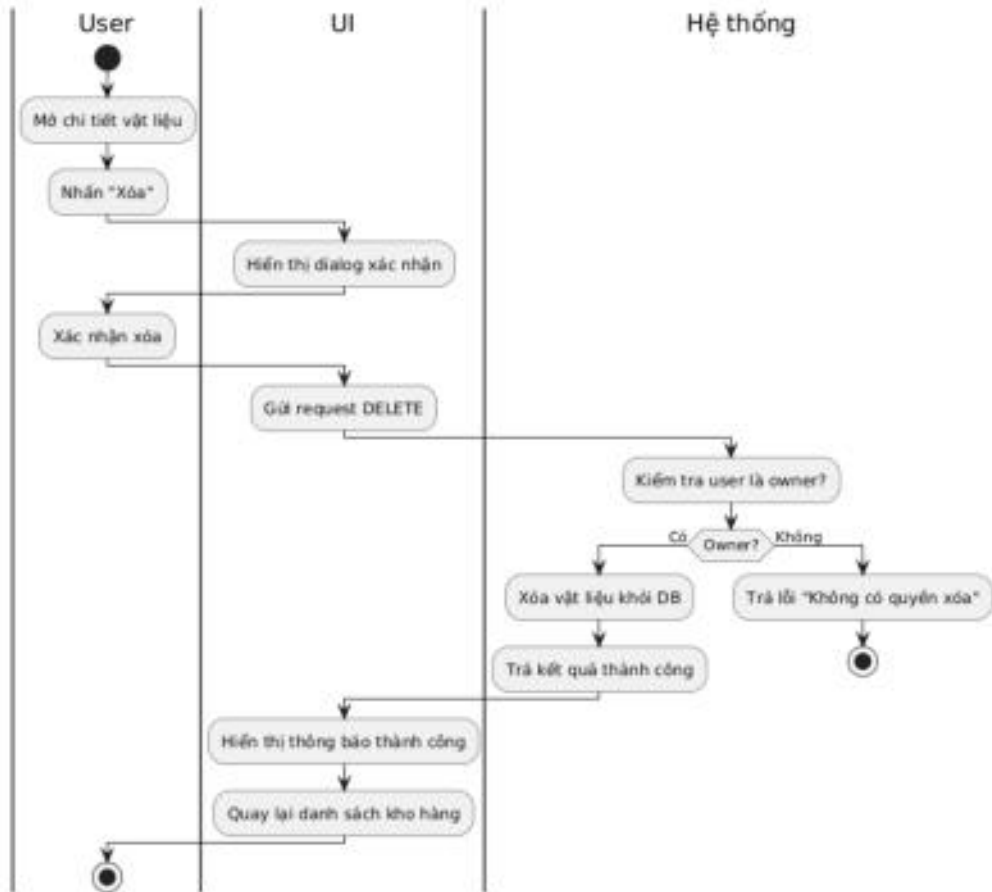 User
UI
Hệ thống
Mở chi tiết vật liệu
Nhấn "Xóa"
Hiển thị dialog xác nhận
Xác nhận xóa
Gửi request DELETE
Kiểm tra user là owner?
Có
Owner?
Không
Xóa vật liệu khỏi DB
Trả lỗi "Không có quyền xóa"
Trả kết quả thành công
Hiển thị thông báo thành công
Quay lại danh sách kho hàng